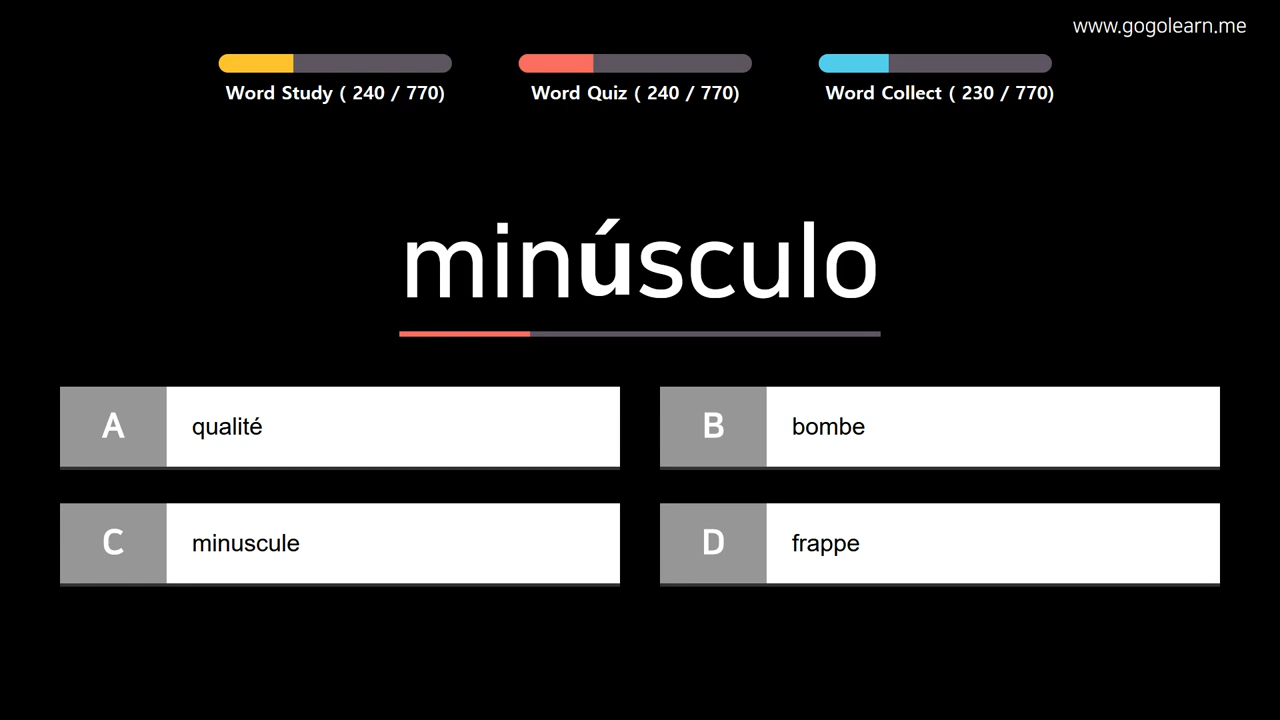 www.gogolearn.me
Word Study ( 240 / 770)
Word Quiz ( 240 / 770)
Word Collect ( 230 / 770)
minúsculo
A qualité
B bombe
C minuscule
D frappe